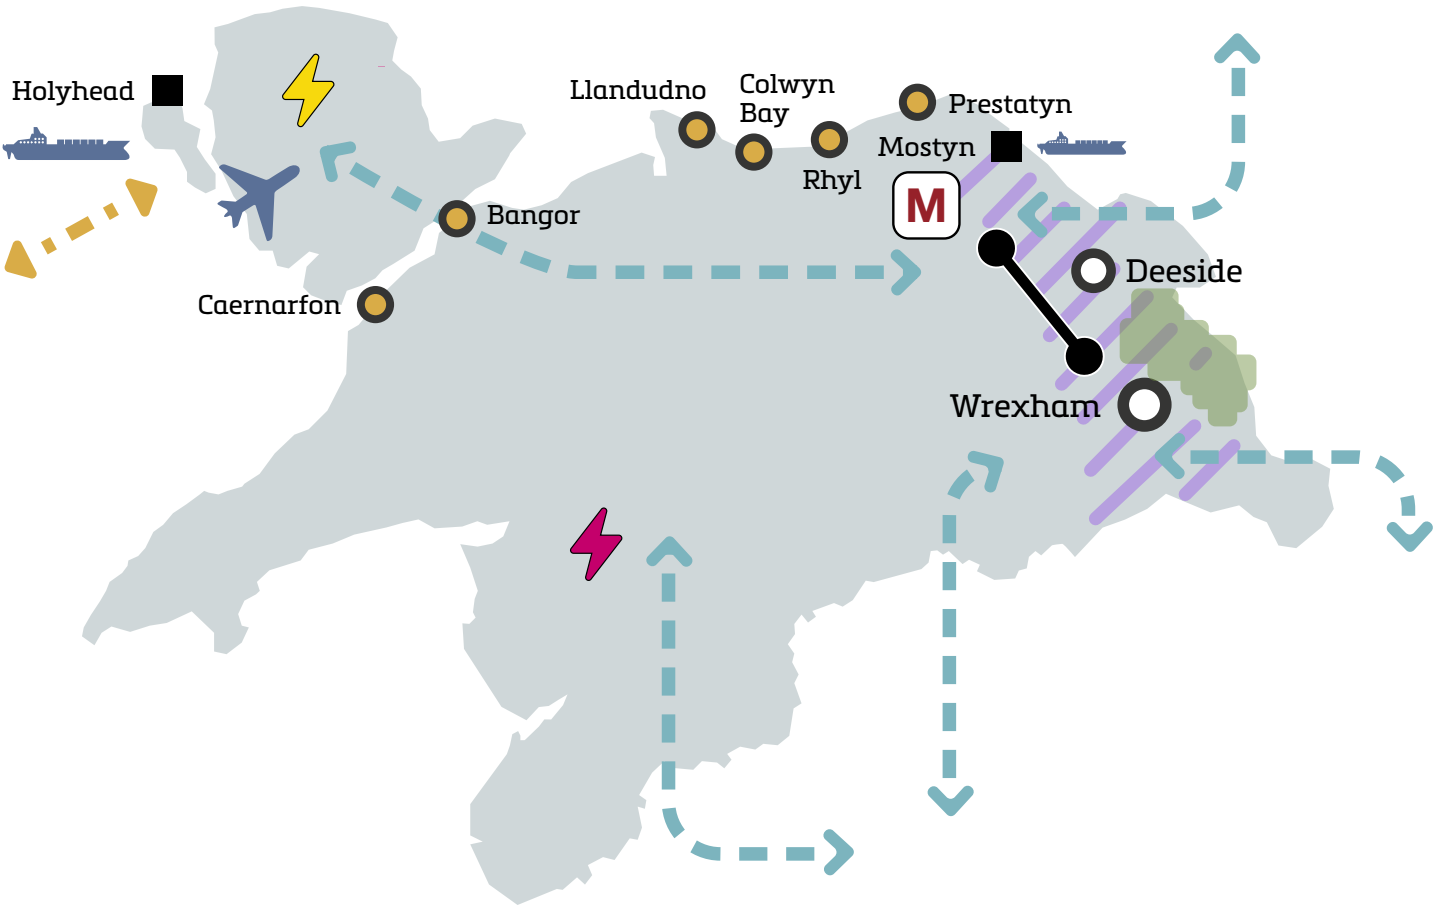 Holyhead
Llandudno
Colwyn
Bay
Prestatyn
Mostyn
Rhyl
M
Bangor
Deeside
Caernarfon
Wrexham